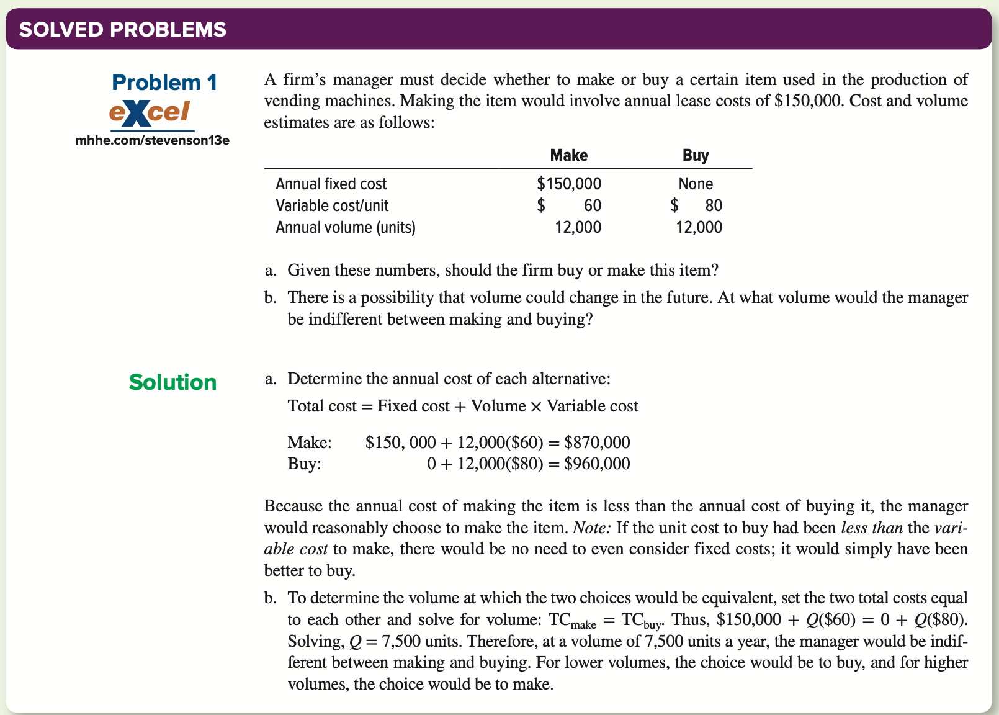 SOLVED PROBLEMS
Problem 1
excel
mhhe.com/stevenson13e
A firm’s manager must decide whether to make or buy a certain item used in the production of
vending machines. Making the item would involve annual lease costs of $150,000. Cost and volume
estimates are as follows:
Make Buy
Annual fixed cost $150,000 None
Variable cost/unit $ 60 $ 80
Annual volume (units) 12,000 12,000
a. Given these numbers, should the firm buy or make this item?
b. There is a possibility that volume could change in the future. At what volume would the manager
be indifferent between making and buying?
Solution
a. Determine the annual cost of each alternative:
Total cost = Fixed cost + Volume × Variable cost
Make: $150, 000 + 12,000($60) = $870,000
Buy: 0 + 12,000($80) = $960,000
Because the annual cost of making the item is less than the annual cost of buying it, the manager
would reasonably choose to make the item. Note: If the unit cost to buy had been less than the vari-
able cost to make, there would be no need to even consider fixed costs; it would simply have been
better to buy.
b. To determine the volume at which the two choices would be equivalent, set the two total costs equal
to each other and solve for volume: TCmake = TCbuy. Thus, $150,000 + Q($60) = 0 + Q($80).
Solving, Q = 7,500 units. Therefore, at a volume of 7,500 units a year, the manager would be indif-
ferent between making and buying. For lower volumes, the choice would be to buy, and for higher
volumes, the choice would be to make.